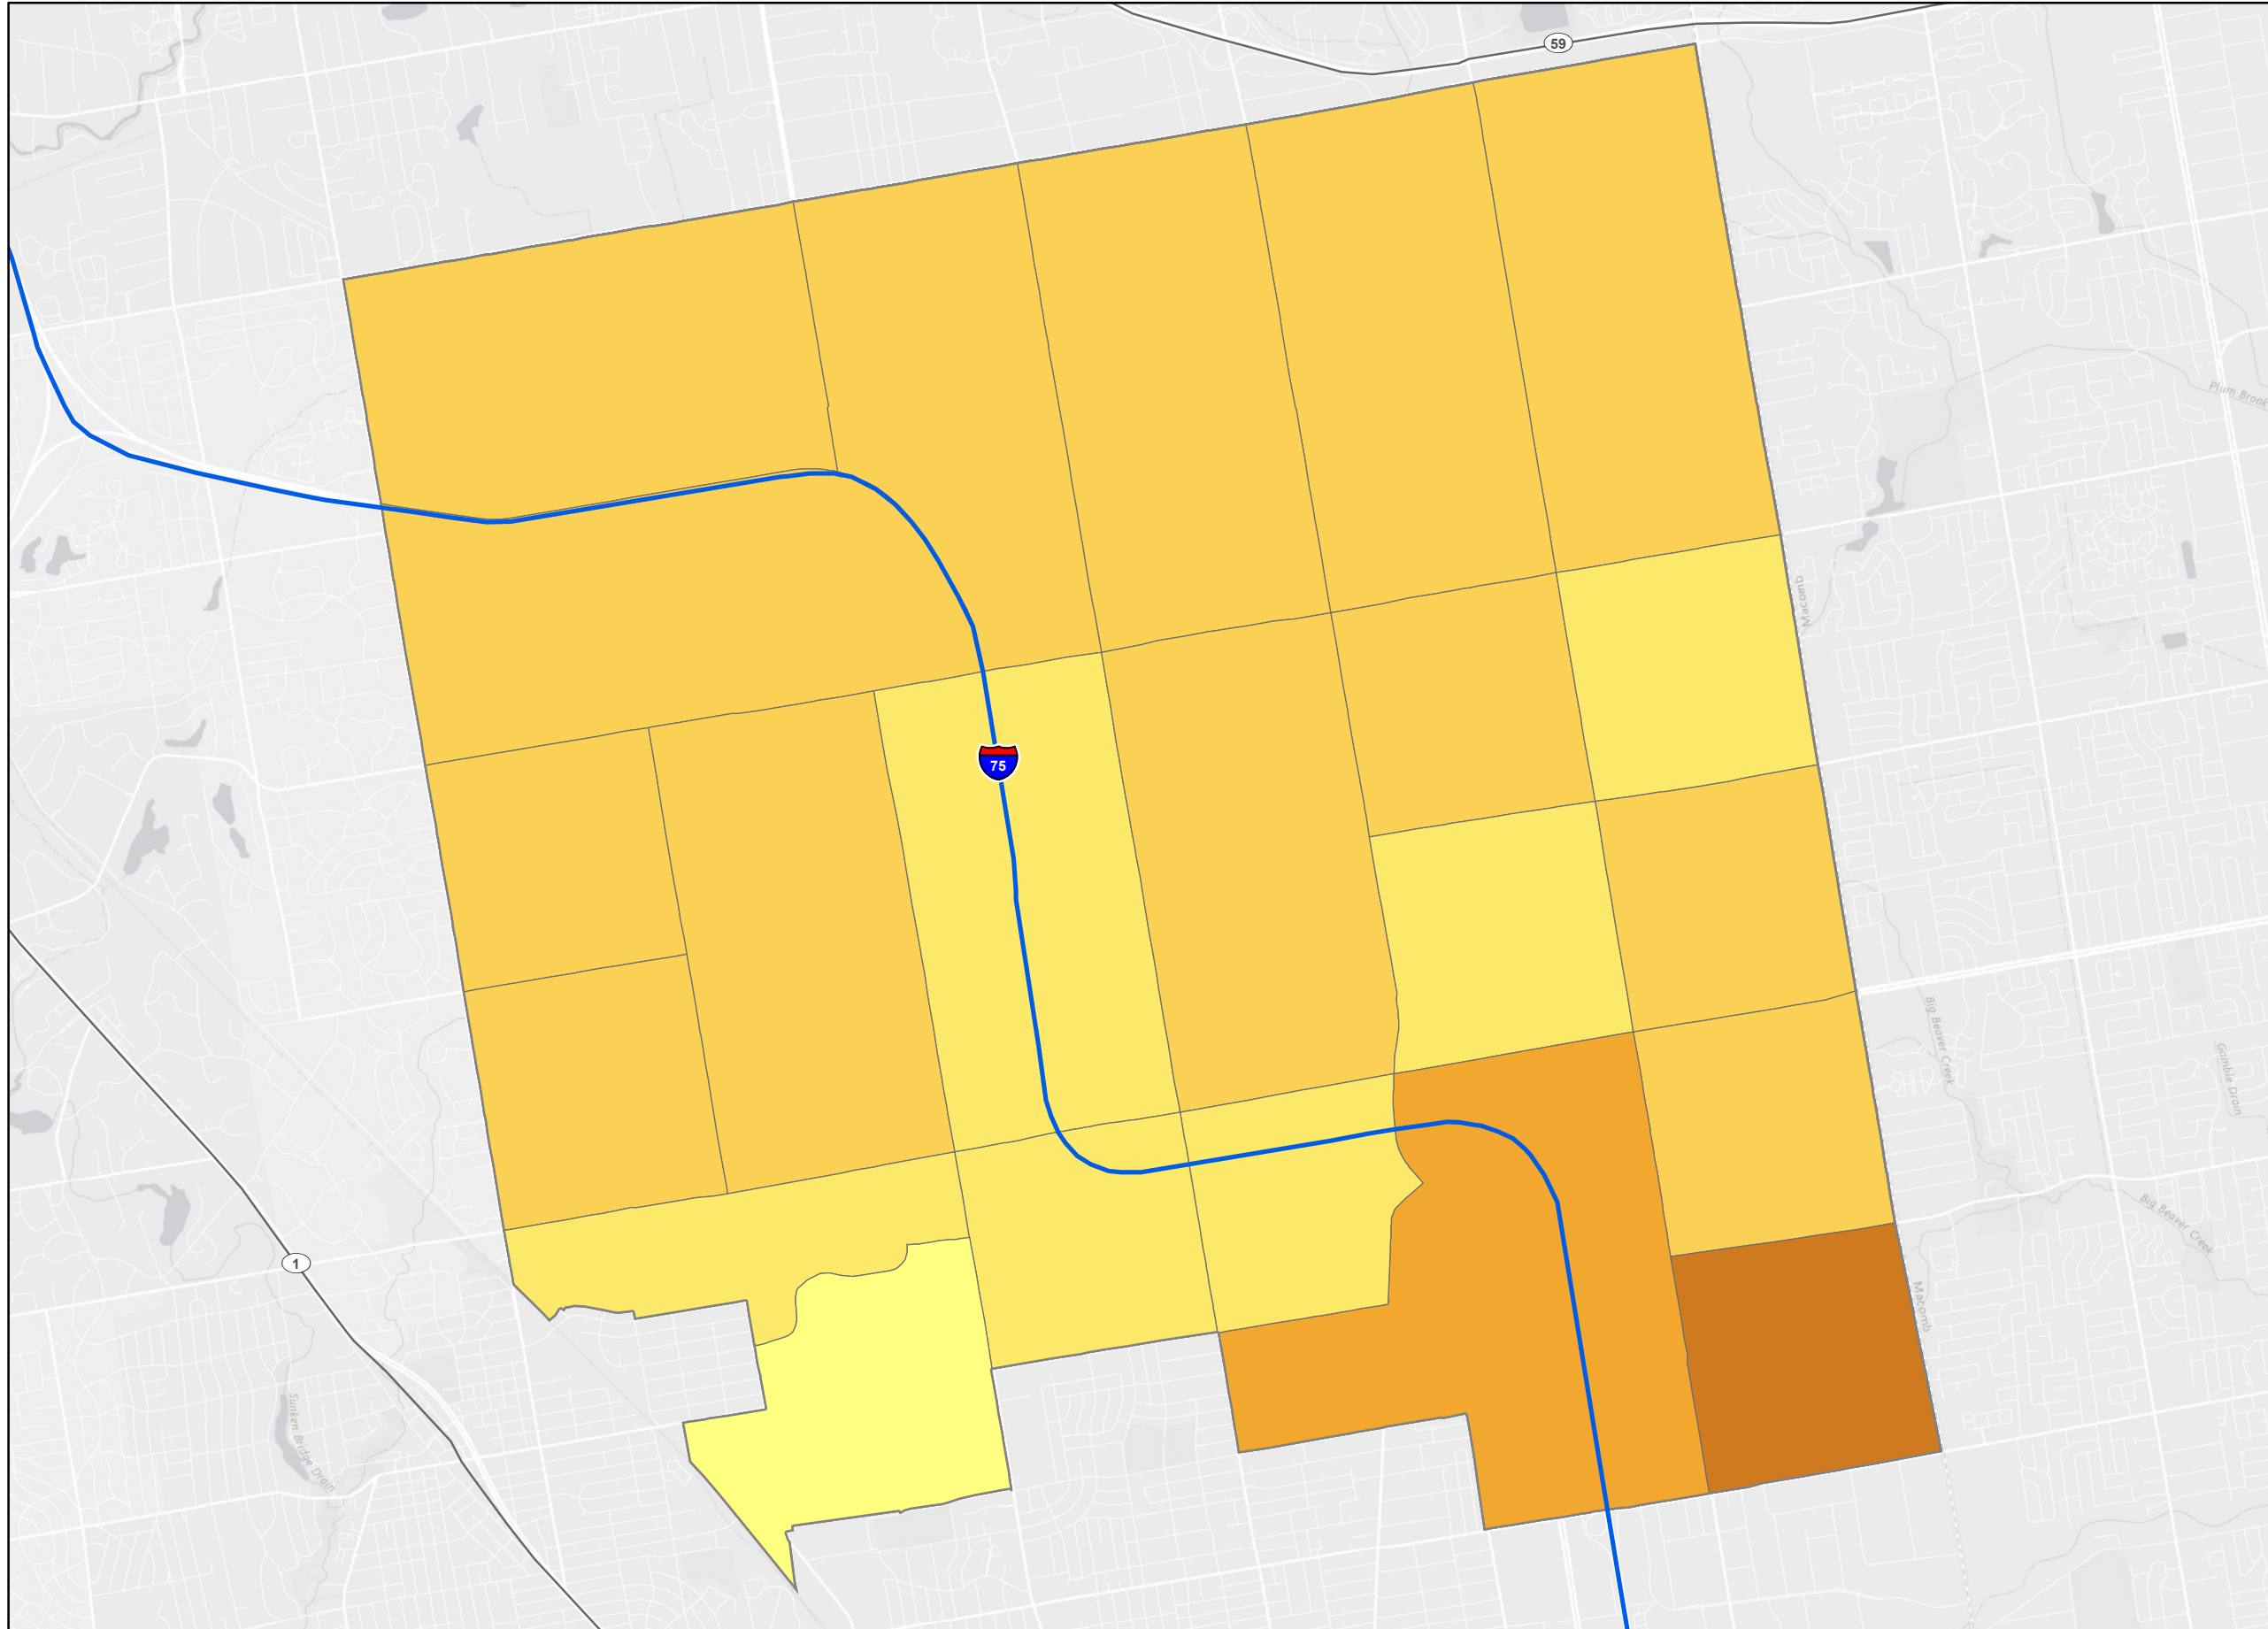 59
Plum Brook
Macomb
75
Big Beaver Creek
Gamble Drain
Big Beaver Creek
1
Macomb
Sunken Bridge Drain